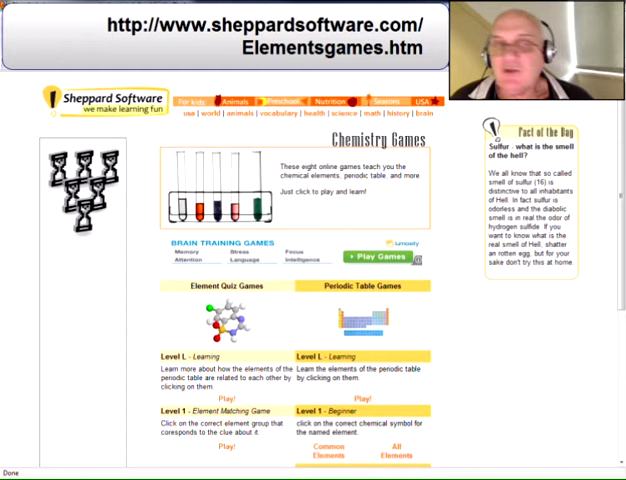 http://www.sheppardsoftware.com/
Elementsgames.htm
Sheppard Software
we make learning fun
For kids: Animals Preschool Nutrition Seasons USA
usa | world | animals | vocabulary | health | science | math | history | brain
Chemistry Games
These eight online games teach you the
chemical elements, periodic table, and more
Just click to play and learn!
BRAIN TRAINING GAMES
lumosity
Memory Stress Focus
Attention Language Intelligence
Play Games
Element Quiz Games
Level L - Learning
Learn more about how the elements of the
periodic table are related to each other by
clicking on them.
Play!
Level 1 - Element Matching Game
Click on the correct element group that
coresponds to the clue about it.
Play!
Periodic Table Games
Level L - Learning
Learn the elements of the periodic table
by clicking on them.
Play!
Level 1 - Beginner
click on the correct chemical symbol for
the named element.
Common
Elements
All
Elements
Fact of the Day
Sulfur - what is the smell
of the hell?
We all know that so called
smell of sulfur (16) is
distinctive to all inhabitants
of Hell. In fact sulfur is
odorless and the diabolic
smell is in real the odor of
hydrogen sulfide. If you
want to know what is the
real smell of Hell, shatter
an rotten egg, but for your
sake don't try this at home.
Done